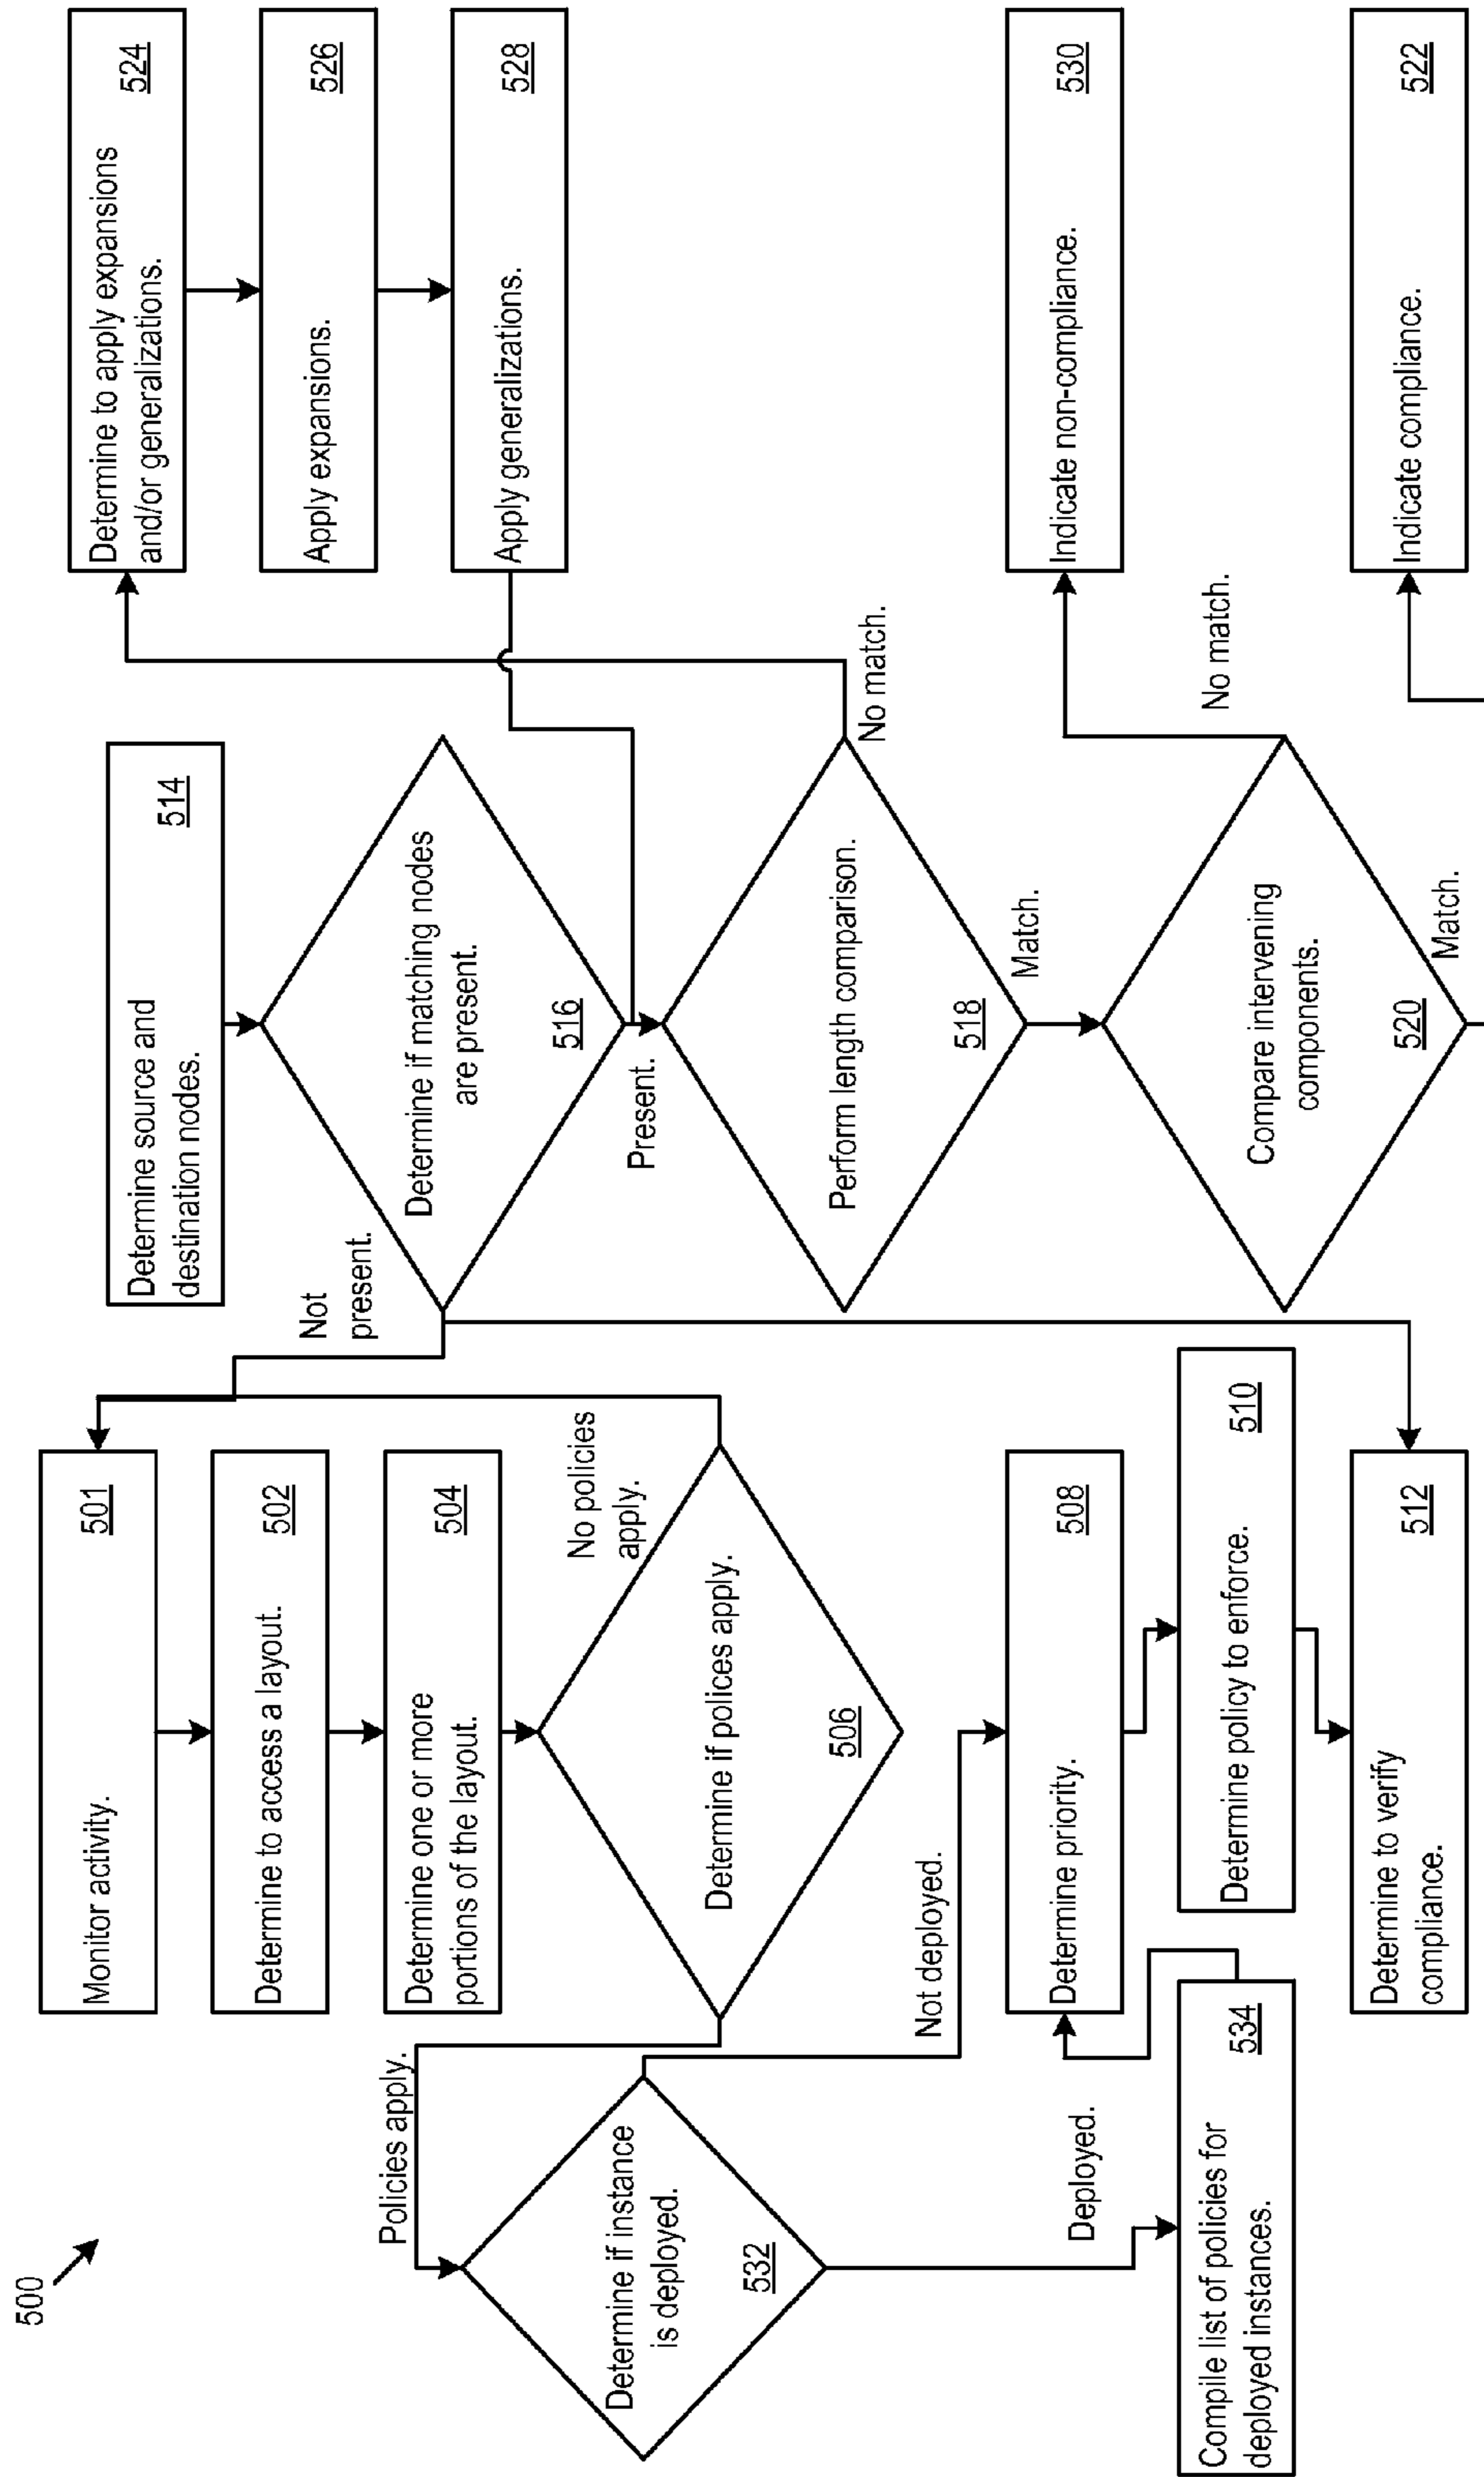 500
Monitor activity.
501
Determine to access a layout.
502
Determine one or more
portions of the layout.
504
Determine if polices apply.
506
No policies
apply.
Policies apply.
Determine if instance
is deployed.
532
Not deployed.
Deployed.
Compile list of policies for
deployed instances.
534
Determine priority.
508
Determine policy to enforce.
510
Determine to verify
compliance.
512
Determine source and
destination nodes.
514
Determine if matching nodes
are present.
516
Not
present.
Present.
Perform length comparison.
518
No match.
Match.
Compare intervening
components.
520
No match.
Match.
Determine to apply expansions
and/or generalizations.
524
Apply expansions.
526
Apply generalizations.
528
Indicate non-compliance.
530
Indicate compliance.
522